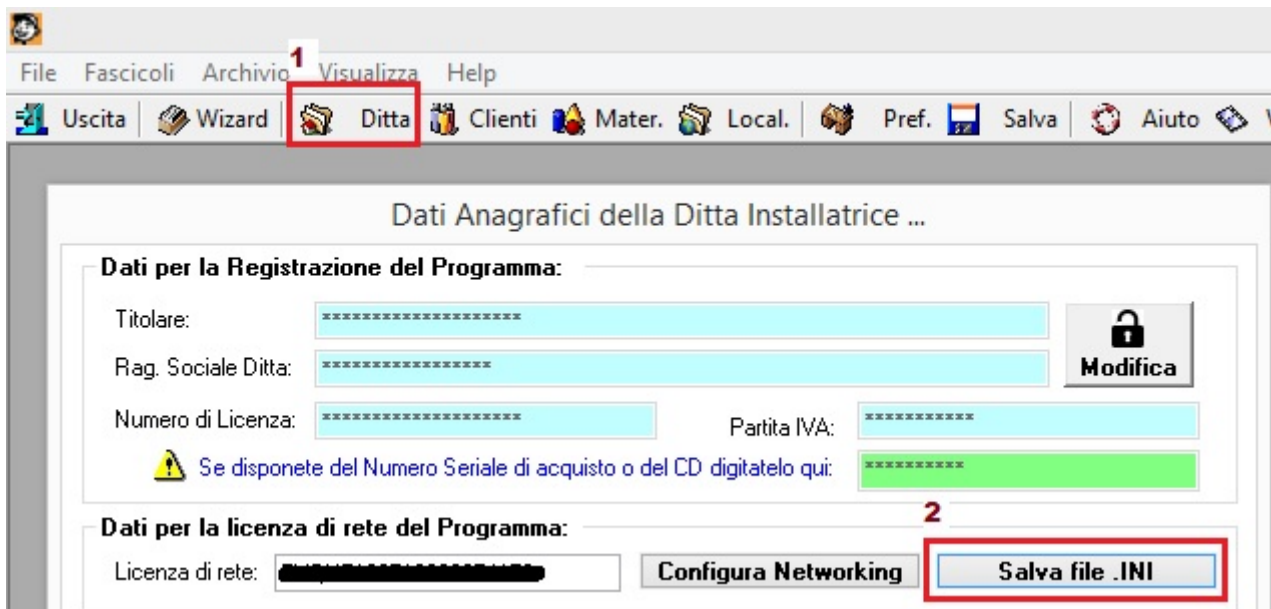 1
File Fascicoli Archivio Visualizza Help
Uscita Wizard Ditta Clienti Mater. Local. Pref. Salva Aiuto
Dati Anagrafici della Ditta Installatrice ...
Dati per la Registrazione del Programma:
Titolare: ********************
Modifica
Rag. Sociale Ditta: *****************
Numero di Licenza: ******************** Partita IVA: ***********
Se disponete del Numero Seriale di acquisto o del CD digitatelo qui: **********
2
Dati per la licenza di rete del Programma:
Licenza di rete: Configura Networking Salva file .INI